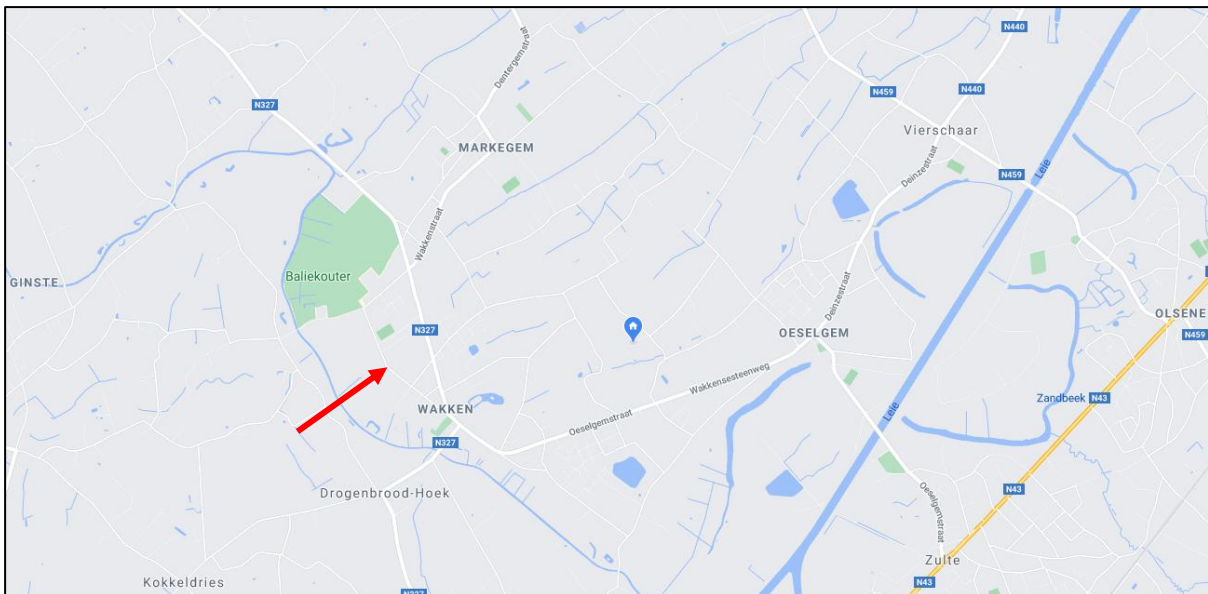 N440
Dentergemstraat
N459
N440
N327
Vierschaar
MARKEGEM
Deinzestraat
Leie
N459
Wakkenstraat
GINSTE
Baliekouter
Deinzestraat
OLSENE
N327
OESELGEM
N459
Wakkensesteenweg
Zandbeek
N43
WAKKEN
Leie
Oeselgemstraat
N327
Drogenbrood-Hoek
N43
Oeselgemstraat
Zulte
Kokkeldries
N43
N327